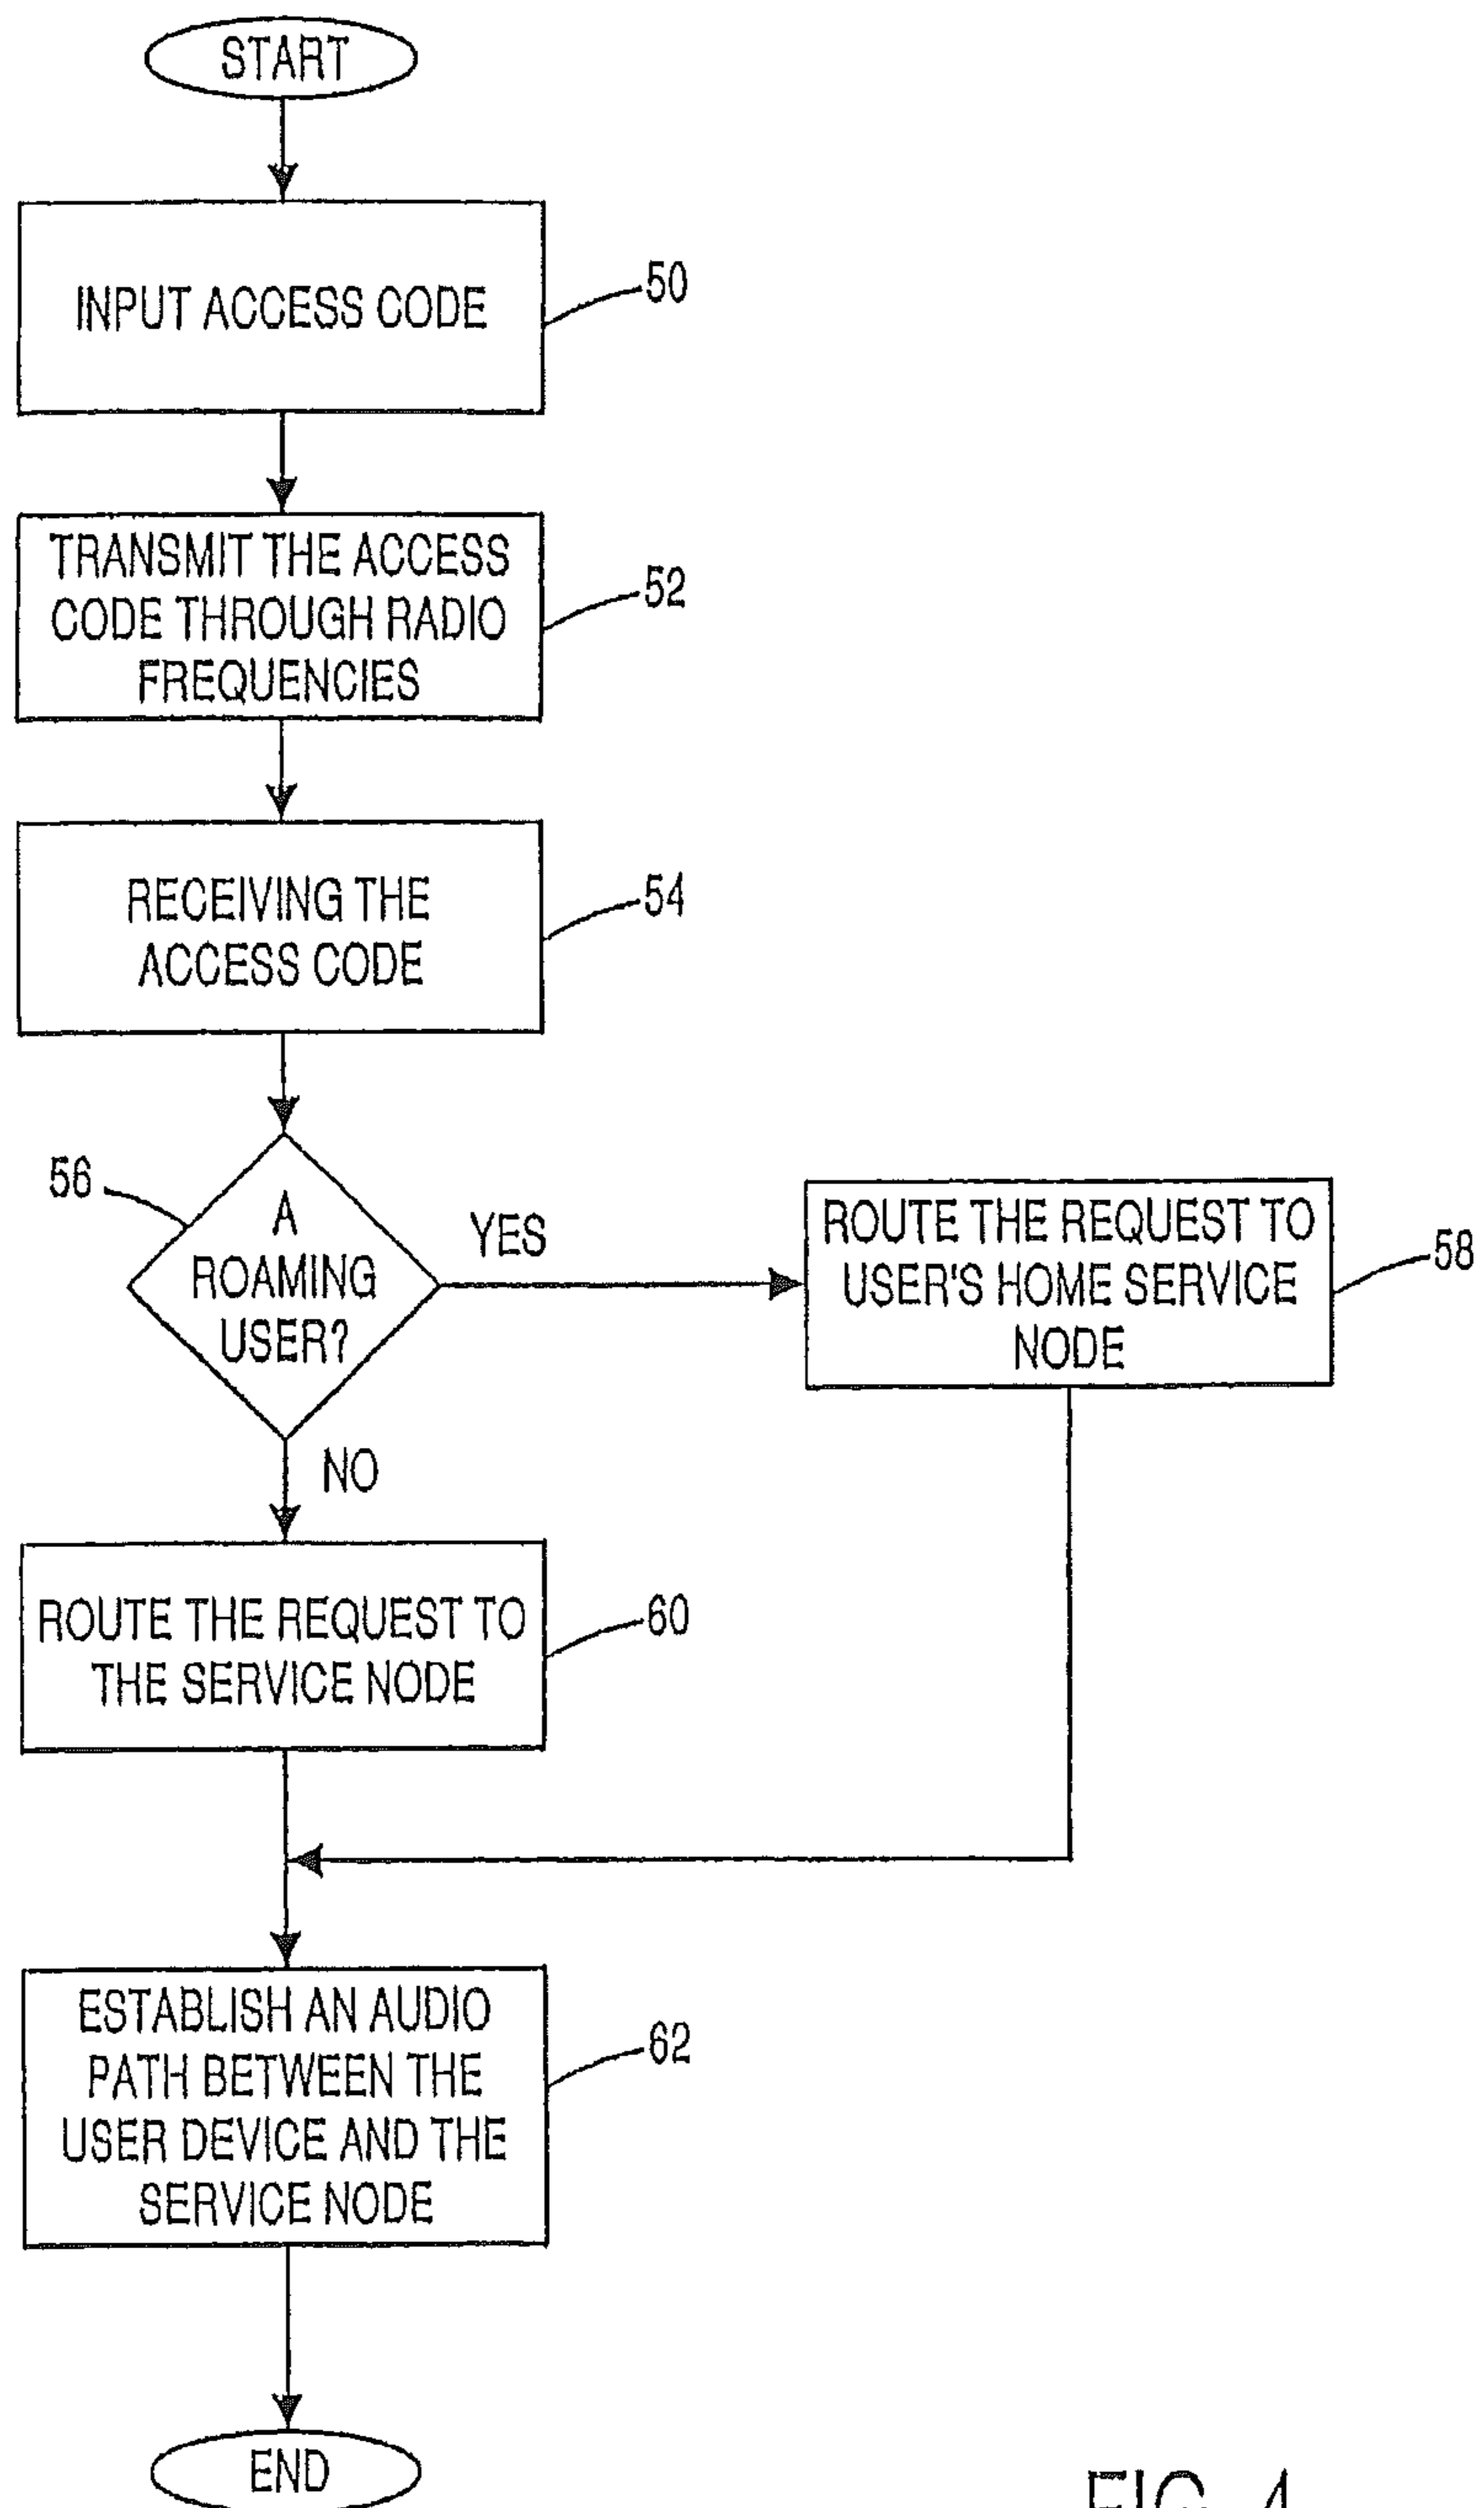 START
INPUT ACCESS CODE
50
TRANSMIT THE ACCESS
CODE THROUGH RADIO
FREQUENCIES
52
RECEIVING THE
ACCESS CODE
54
56
A
ROAMING
USER?
YES
ROUTE THE REQUEST TO
USER'S HOME SERVICE
NODE
58
NO
ROUTE THE REQUEST TO
THE SERVICE NODE
60
ESTABLISH AN AUDIO
PATH BETWEEN THE
USER DEVICE AND THE
SERVICE NODE
62
END
FIG. 4